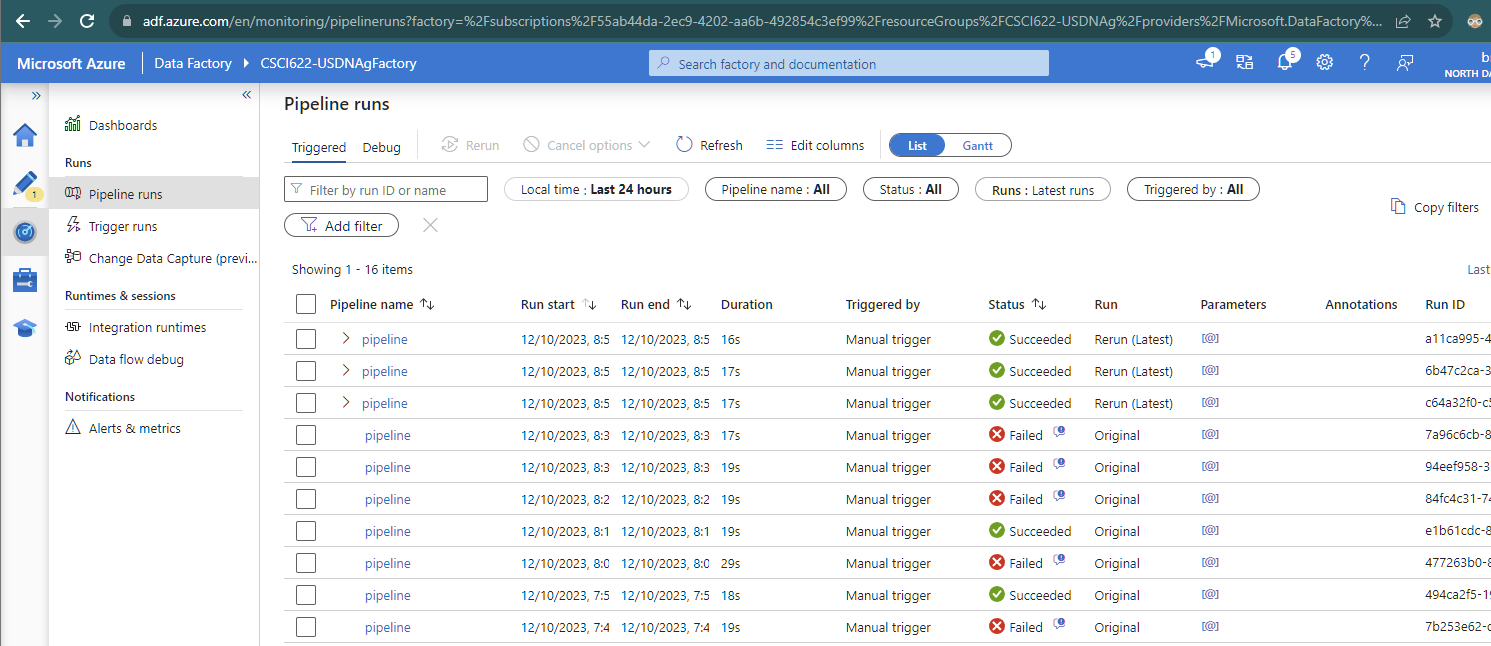 adf.azure.com/en/monitoring/pipelineruns?factory=%2Fsubscriptions%2F55ab44da-2ec9-4202-aa6b-492854c3ef99%2FresourceGroups%2FCSCI622-USDNAg%2Fproviders%2FMicrosoft.DataFactory%...
Microsoft Azure Data Factory CSCI622-USDNAgFactory Search factory and documentation 1 5
NORTH DA
Pipeline runs
Dashboards
Runs
Pipeline runs
Trigger runs
Change Data Capture (previ...
Runtimes & sessions
Integration runtimes
Data flow debug
Notifications
Alerts & metrics
1
Triggered Debug Rerun Cancel options Refresh Edit columns List Gantt
Filter by run ID or name Local time : Last 24 hours Pipeline name : All Status : All Runs : Latest runs Triggered by : All
Copy filters
Add filter
Showing 1 - 16 items Last
Pipeline name Run start Run end Duration Triggered by Status Run Parameters Annotations Run ID
pipeline 12/10/2023, 8:5 12/10/2023, 8:5 16s Manual trigger Succeeded Rerun (Latest) [@] a11ca995-4
pipeline 12/10/2023, 8:5 12/10/2023, 8:5 17s Manual trigger Succeeded Rerun (Latest) [@] 6b47c2ca-3
pipeline 12/10/2023, 8:5 12/10/2023, 8:5 17s Manual trigger Succeeded Rerun (Latest) [@] c64a32f0-c5
pipeline 12/10/2023, 8:3 12/10/2023, 8:3 17s Manual trigger Failed Original [@] 7a96c6cb-8
pipeline 12/10/2023, 8:3 12/10/2023, 8:3 19s Manual trigger Failed Original [@] 94eef958-3
pipeline 12/10/2023, 8:2 12/10/2023, 8:2 19s Manual trigger Failed Original [@] 84fc4c31-74
pipeline 12/10/2023, 8:1 12/10/2023, 8:1 19s Manual trigger Succeeded Original [@] e1b61cdc-8
pipeline 12/10/2023, 8:0 12/10/2023, 8:0 29s Manual trigger Failed Original [@] 477263b0-8
pipeline 12/10/2023, 7:5 12/10/2023, 7:5 18s Manual trigger Succeeded Original [@] 494ca2f5-19
pipeline 12/10/2023, 7:4 12/10/2023, 7:4 19s Manual trigger Failed Original [@] 7b253e62-c